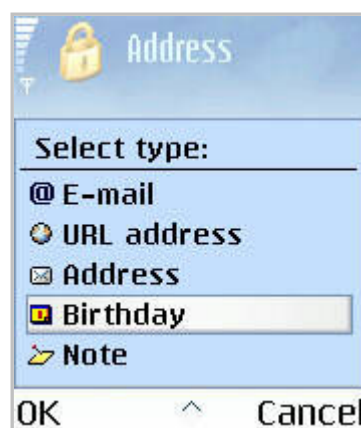 Address
Select type:
E-mail
URL address
Address
Birthday
Note
OK Cancel